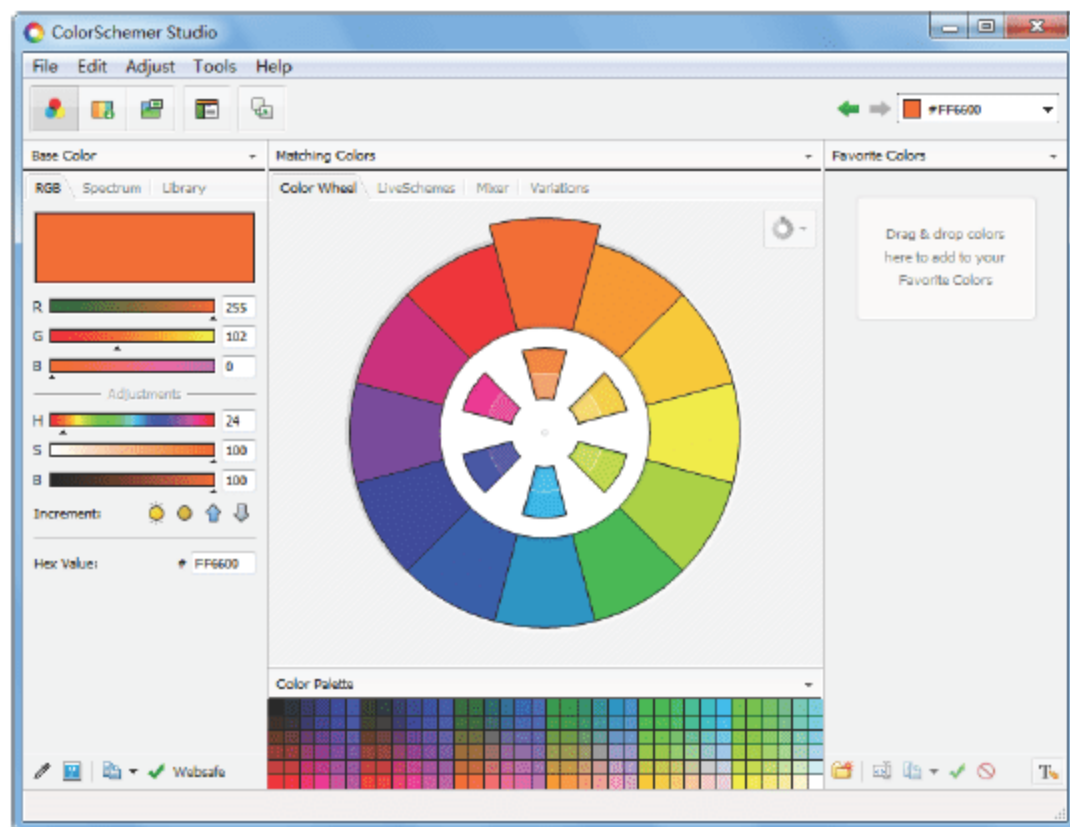 ColorSchemer Studio
File Edit Adjust Tools Help
#FF6600
Base Color
Matching Colors
Favorite Colors
RGB Spectrum Library
Color Wheel LiveSchemes Mixer Variations
Drag & drop colors
here to add to your
Favorite Colors
R 255
G 102
B 0
Adjustments
H 24
S 100
B 100
Increment:
Hex Value: # FF6600
Color Palette
Websafe
T